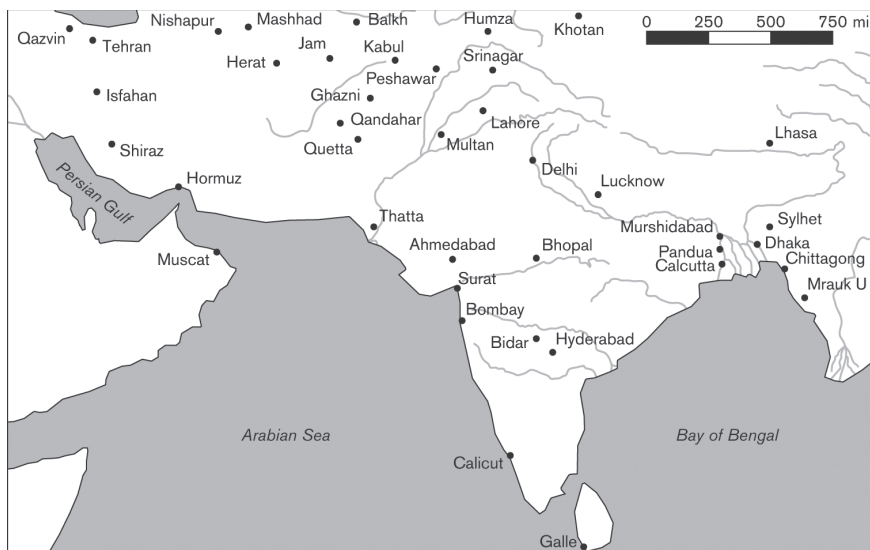 Nishapur
Mashhad
Balkh
Humza
Khotan
0 250 500 750 mi
Qazvin
Tehran
Jam
Kabul
Srinagar
Herat
Peshawar
Isfahan
Ghazni
Qandahar
Lahore
Lhasa
Shiraz
Quetta
Multan
Delhi
Hormuz
Lucknow
Persian Gulf
Thatta
Sylhet
Murshidabad
Muscat
Ahmedabad
Bhopal
Pandua
Dhaka
Calcutta
Chittagong
Surat
Mrauk U
Bombay
Bidar
Hyderabad
Arabian Sea
Bay of Bengal
Calicut
Galle